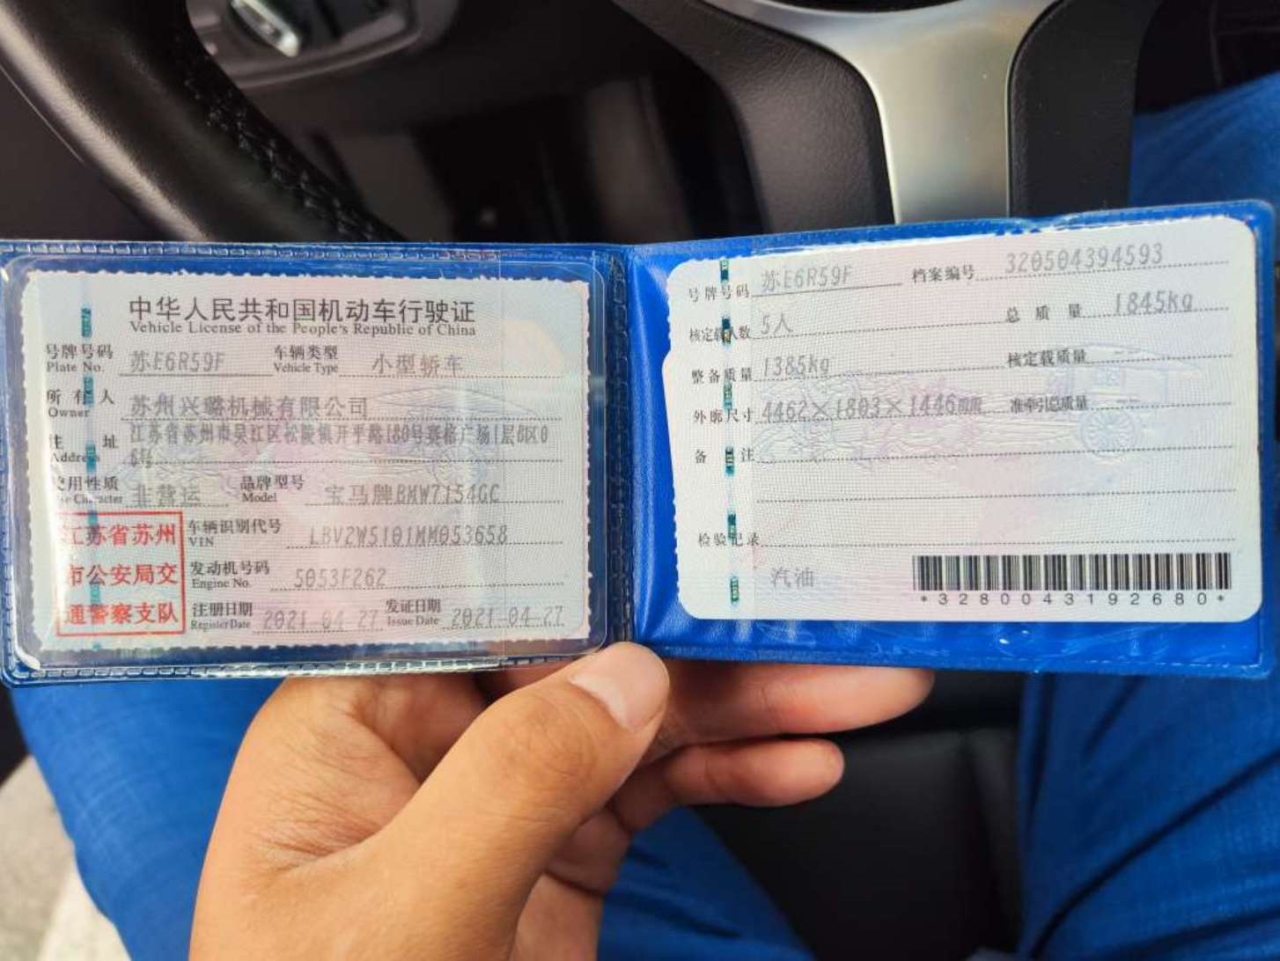 中华人民共和国机动车行驶证
Vehicle License of the People's Republic of China
号牌号码 苏E6R59F 车辆类型 小型轿车
Plate No. Vehicle Type
所有人 苏州兴璐机械有限公司
Owner
住址 江苏省苏州市吴江区松陵镇开平路180号赛格广场1层B区0
Address 6号
使用性质 非营运 品牌型号 宝马牌BMW7154GC
Use Character Model
江苏省苏州 车辆识别代号 LBV2W5101MM053658
VIN
市公安局交 发动机号码 5053F262
Engine No.
通警察支队 注册日期 2021-04-27 发证日期 2021-04-27
Register Date Issue Date
号牌号码 苏E6R59F 档案编号 320504394593
核定载人数 5人 总质量 1845kg
整备质量 1385kg 核定载质量
外廓尺寸 4462×1803×1446mm 准牵引总质量
备注
检验记录
汽油
*3280043192680*